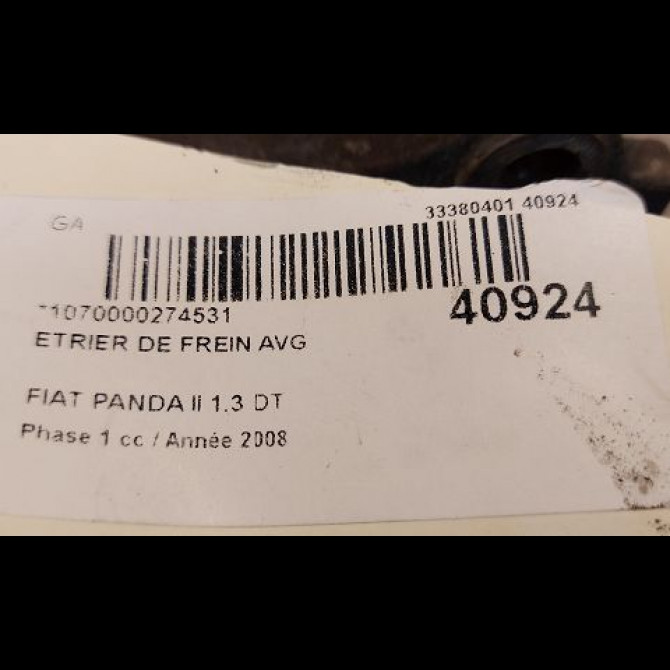 GA
33380401 40924
40924
*1070000274531
ETRIER DE FREIN AVG
FIAT PANDA II 1.3 DT
Phase 1 cc / Année 2008